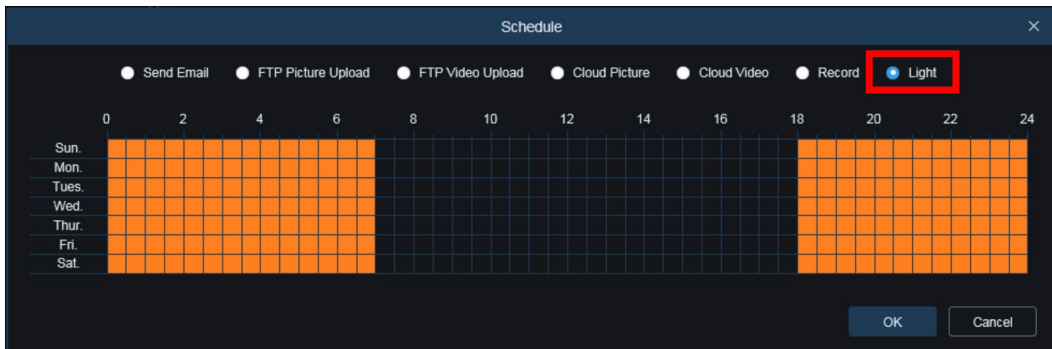 Schedule
Send Email FTP Picture Upload FTP Video Upload Cloud Picture Cloud Video Record Light
0 2 4 6 8 10 12 14 16 18 20 22 24
Sun.
Mon.
Tues.
Wed.
Thur.
Fri.
Sat.
OK Cancel